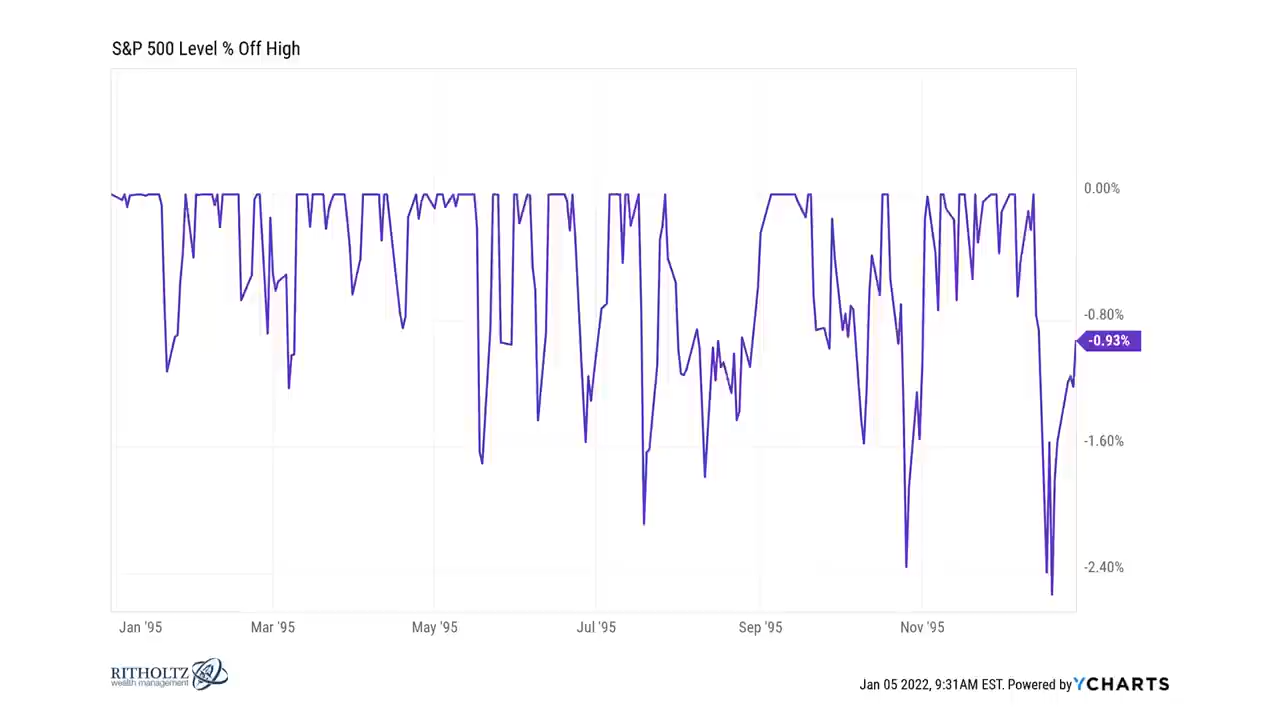 S&P 500 Level % Off High
0.00%
-0.80%
-0.93%
-1.60%
-2.40%
Jan '95
Mar '95
May '95
Jul '95
Sep '95
Nov '95
RITHOLTZ
wealth management
Jan 05 2022, 9:31AM EST. Powered by YCHARTS